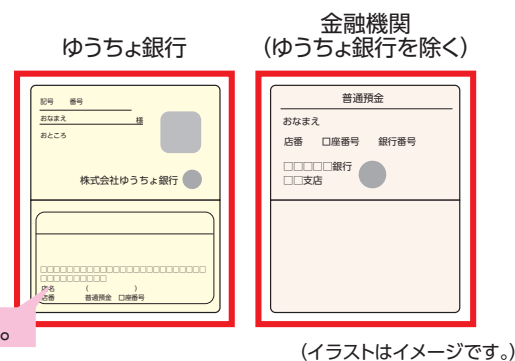 ゆうちょ銀行
金融機関
(ゆうちょ銀行を除く)
記号 番号
おなまえ 様
おところ
株式会社ゆうちょ銀行
□□□□□□□□□□□□□□□□□□□□□□□□□
□□□□□□□□□□
店名 ( )
店番 普通預金 口座番号
普通預金
おなまえ
店番 口座番号 銀行番号
□□□□□銀行
□□支店
。
(イラストはイメージです。)